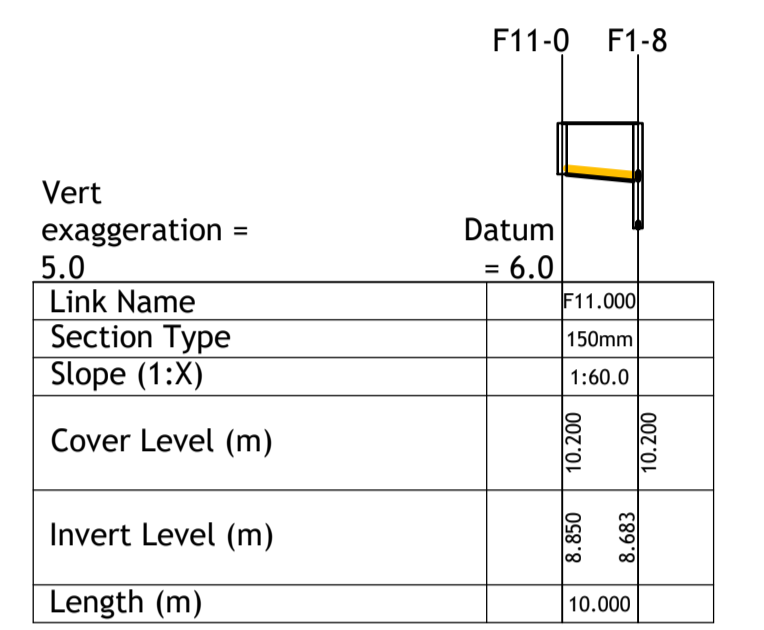 F11-0 F1-8
Vert
exaggeration =
5.0
Datum
= 6.0
Link Name F11.000
Section Type 150mm
Slope (1:X) 1:60.0
Cover Level (m) 10.200 10.200
Invert Level (m) 8.850 8.683
Length (m) 10.000